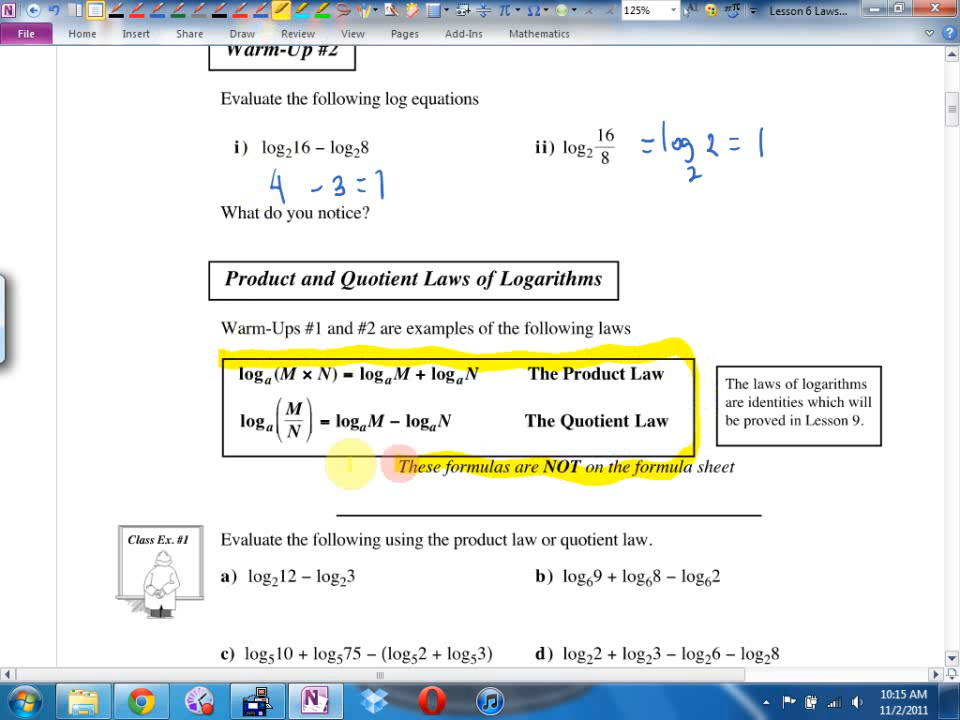 125%
Lesson 6 Laws...
File Home Insert Share Draw Review View Pages Add-Ins Mathematics
Warm-Up #2
Evaluate the following log equations
i) log₂16 − log₂8 ii) log₂ 16/8 = log₂ 2 = 1
4 − 3 = 1
What do you notice?
Product and Quotient Laws of Logarithms
Warm-Ups #1 and #2 are examples of the following laws
logₐ(M × N) = logₐM + logₐN The Product Law
logₐ(M/N) = logₐM − logₐN The Quotient Law
The laws of logarithms
are identities which will
be proved in Lesson 9.
These formulas are NOT on the formula sheet
Class Ex. #1
Evaluate the following using the product law or quotient law.
a) log₂12 − log₂3 b) log₆9 + log₆8 − log₆2
c) log₅10 + log₅75 − (log₅2 + log₅3) d) log₂2 + log₂3 − log₂6 − log₂8
10:15 AM
11/2/2011